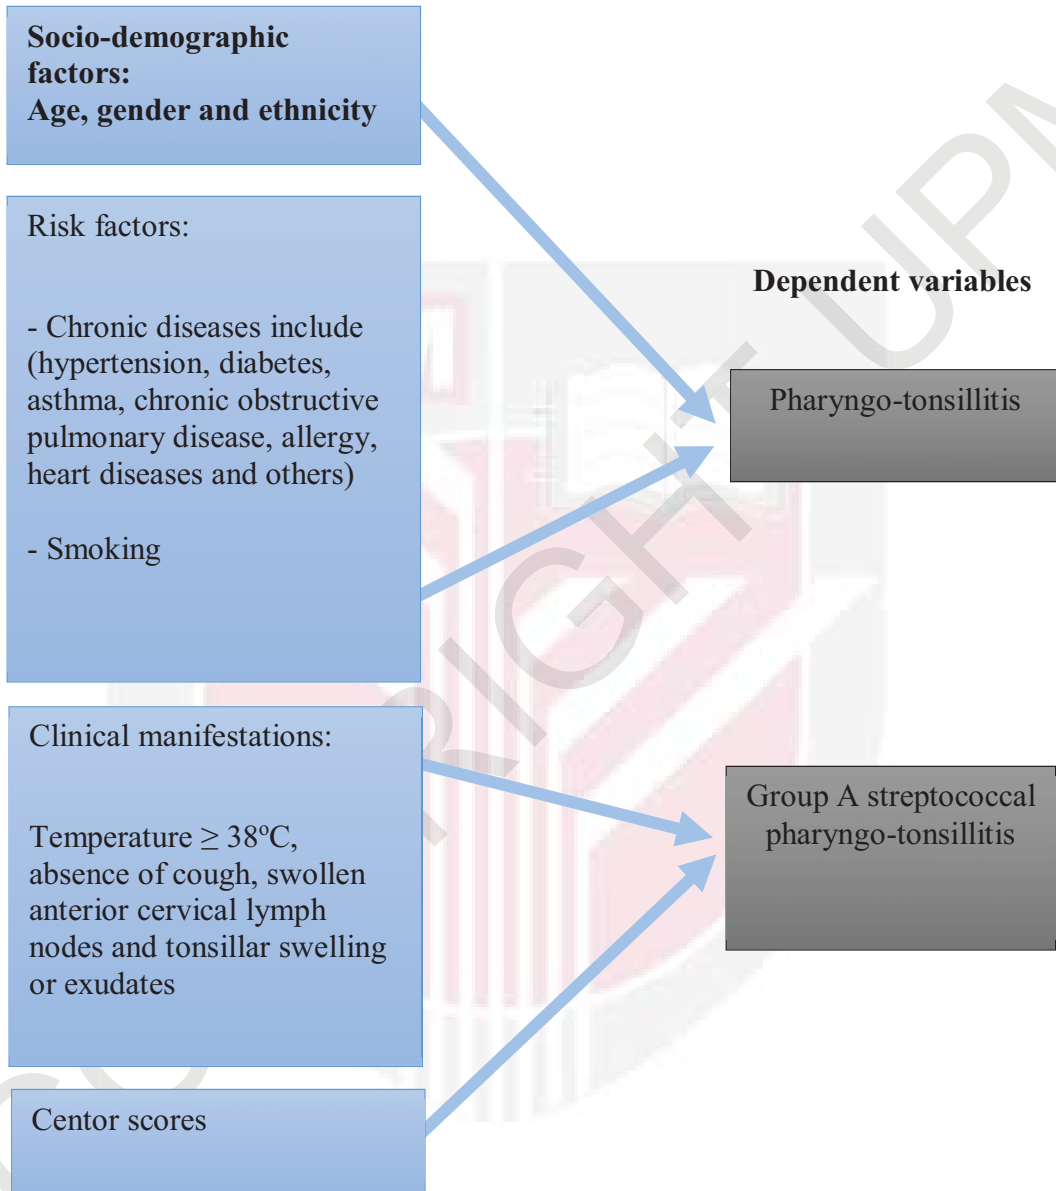 Socio-demographic
factors:
Age, gender and ethnicity
Risk factors:
- Chronic diseases include
(hypertension, diabetes,
asthma, chronic obstructive
pulmonary disease, allergy,
heart diseases and others)
- Smoking
Clinical manifestations:
Temperature ≥ 38ºC,
absence of cough, swollen
anterior cervical lymph
nodes and tonsillar swelling
or exudates
Centor scores
Dependent variables
Pharyngo-tonsillitis
Group A streptococcal
pharyngo-tonsillitis